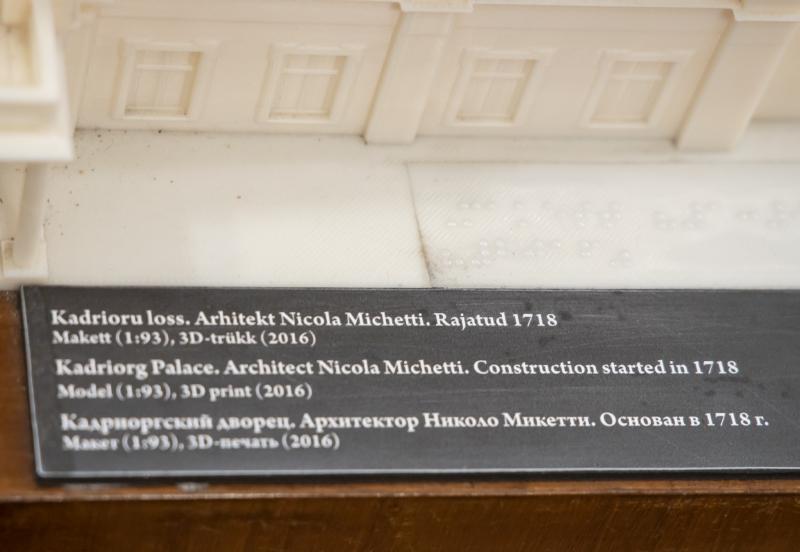 Kadrioru loss. Arhitekt Nicola Michetti. Rajatud 1718
Makett (1:93), 3D-trükk (2016)
Kadriorg Palace. Architect Nicola Michetti. Construction started in 1718
Model (1:93), 3D print (2016)
Кадриоргский дворец. Архитектор Николо Микетти. Основан в 1718 г.
Макет (1:93), 3D-печать (2016)